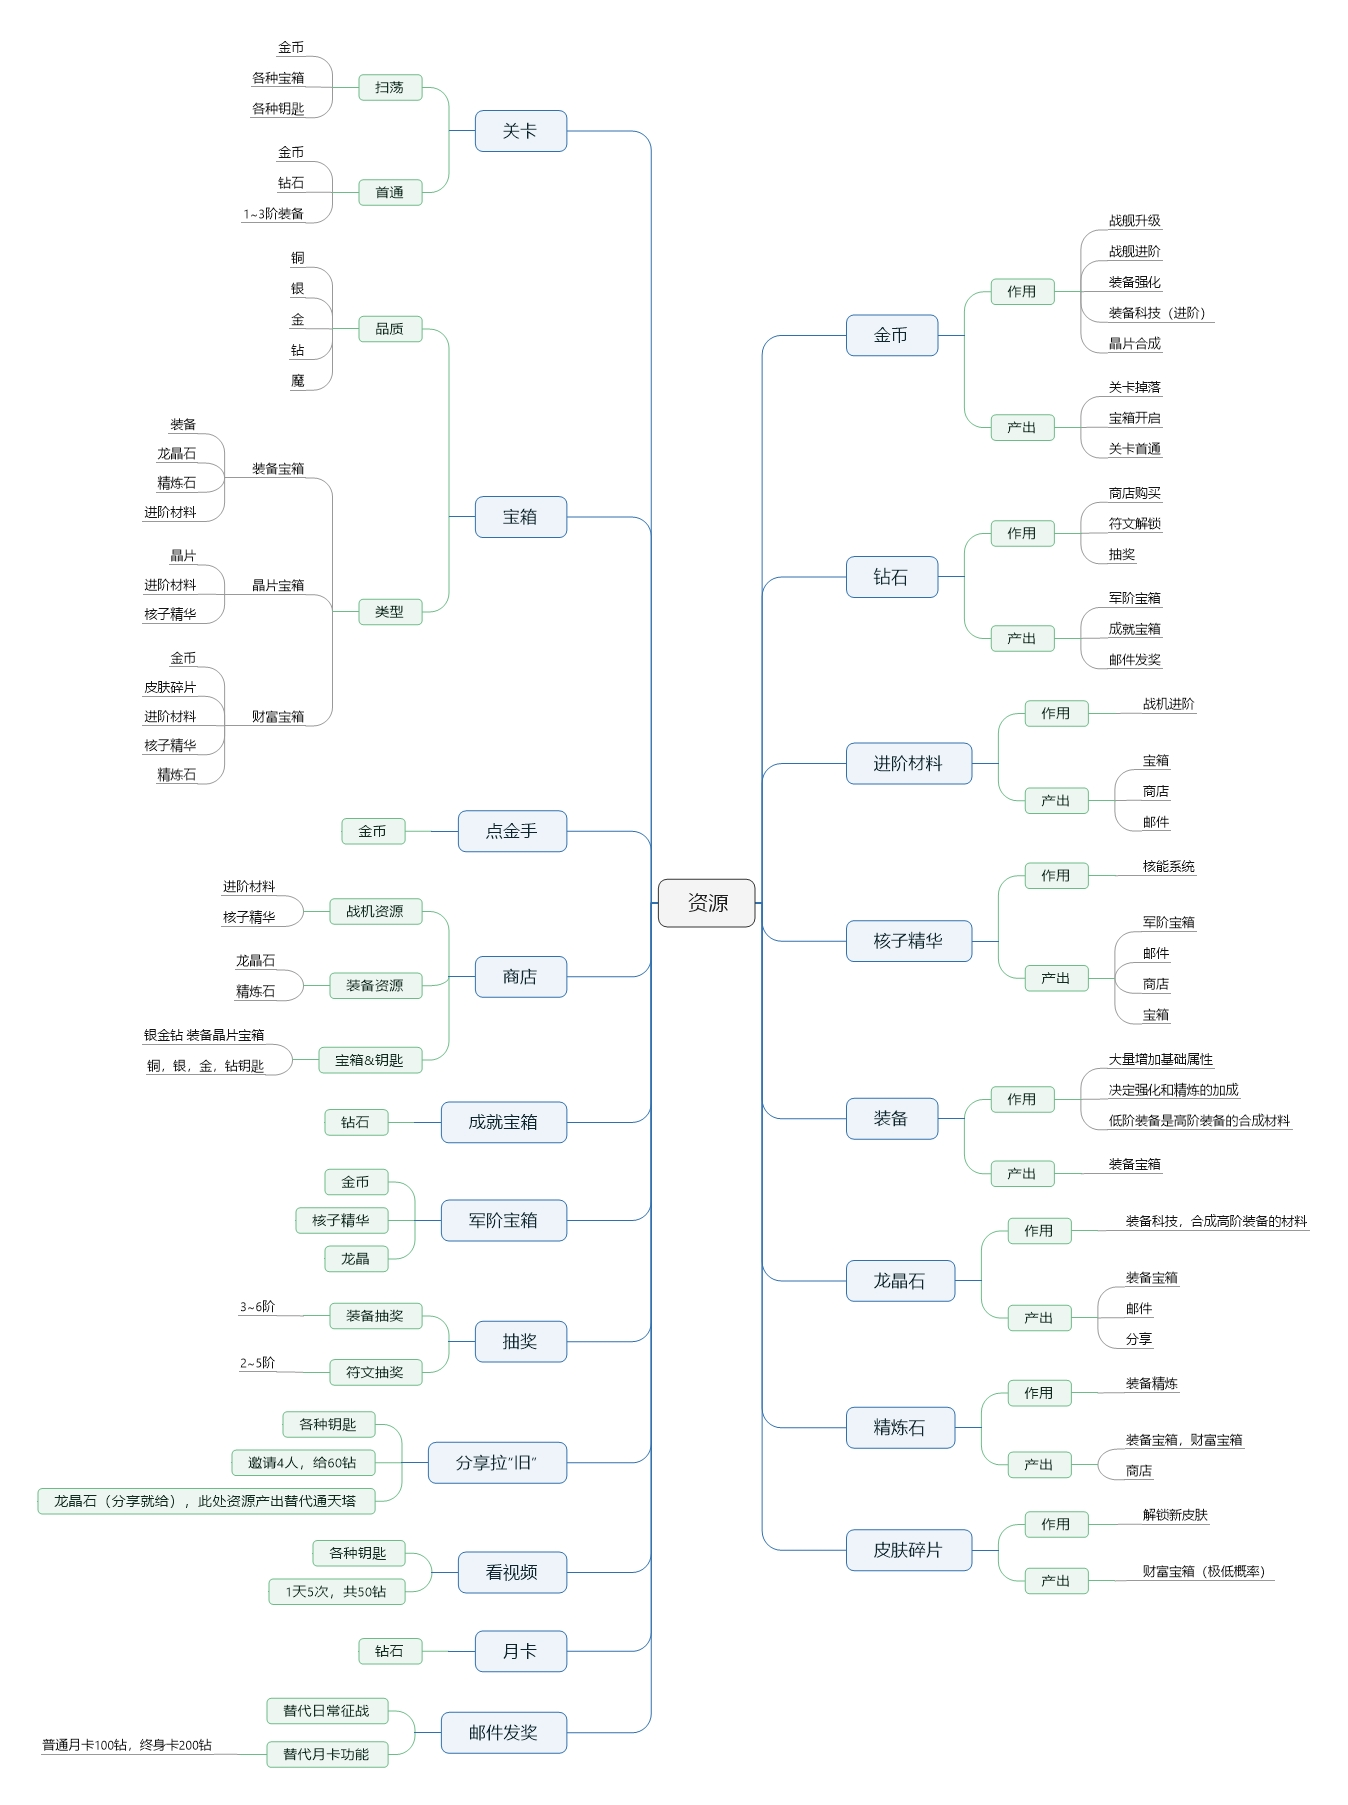 资源
关卡
扫荡
金币
各种宝箱
各种钥匙
首通
金币
钻石
1~3阶装备
宝箱
品质
铜
银
金
钻
魔
类型
装备宝箱
装备
龙晶石
精炼石
进阶材料
晶片宝箱
晶片
进阶材料
核子精华
财富宝箱
金币
皮肤碎片
进阶材料
核子精华
精炼石
点金手
金币
商店
战机资源
进阶材料
核子精华
装备资源
龙晶石
精炼石
宝箱&钥匙
银金钻 装备晶片宝箱
铜，银，金，钻钥匙
成就宝箱
钻石
军阶宝箱
金币
核子精华
龙晶
抽奖
装备抽奖
3~6阶
符文抽奖
2~5阶
分享拉“旧”
各种钥匙
邀请4人，给60钻
龙晶石（分享就给），此处资源产出替代通天塔
看视频
各种钥匙
1天5次，共50钻
月卡
钻石
邮件发奖
替代日常征战
替代月卡功能
普通月卡100钻，终身卡200钻
金币
作用
战舰升级
战舰进阶
装备强化
装备科技（进阶）
晶片合成
产出
关卡掉落
宝箱开启
关卡首通
钻石
作用
商店购买
符文解锁
抽奖
产出
军阶宝箱
成就宝箱
邮件发奖
进阶材料
作用
战机进阶
产出
宝箱
商店
邮件
核子精华
作用
核能系统
产出
军阶宝箱
邮件
商店
宝箱
装备
作用
大量增加基础属性
决定强化和精炼的加成
低阶装备是高阶装备的合成材料
产出
装备宝箱
龙晶石
作用
装备科技，合成高阶装备的材料
产出
装备宝箱
邮件
分享
精炼石
作用
装备精炼
产出
装备宝箱，财富宝箱
商店
皮肤碎片
作用
解锁新皮肤
产出
财富宝箱（极低概率）